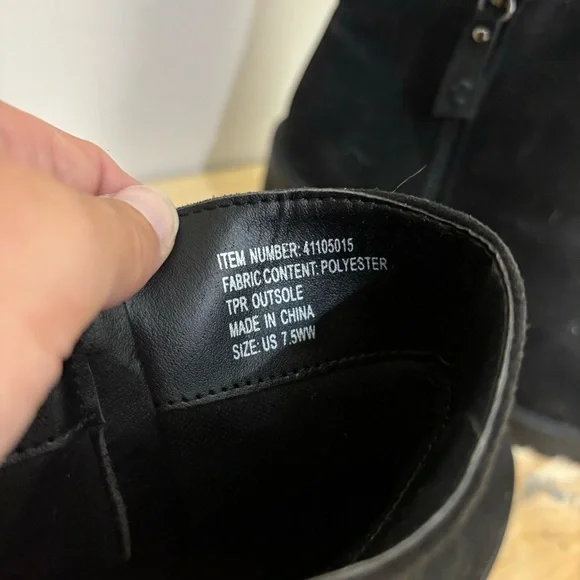 ITEM NUMBER: 41105015
FABRIC CONTENT: POLYESTER
TPR OUTSOLE
MADE IN CHINA
SIZE: US 7.5WW